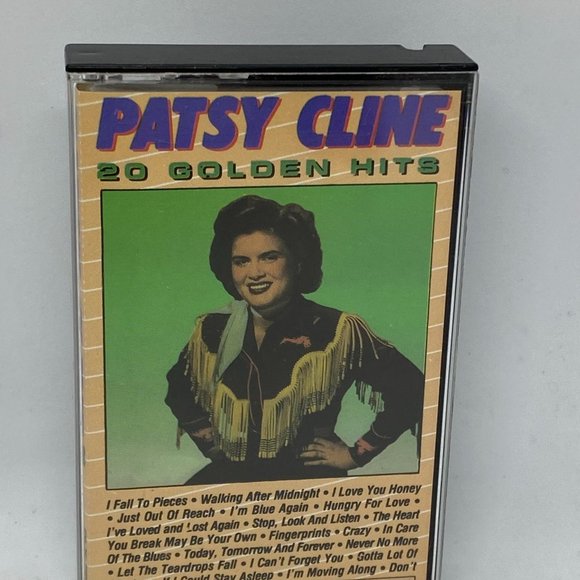 PATSY CLINE
20 GOLDEN HITS
I Fall To Pieces • Walking After Midnight • I Love You Honey
• Just Out Of Reach • I'm Blue Again • Hungry For Love •
I've Loved and Lost Again • Stop, Look And Listen • The Heart
You Break May Be Your Own • Fingerprints • Crazy • In Care
Of The Blues • Today, Tomorrow And Forever • Never No More
• Let The Teardrops Fall • I Can't Forget You • Gotta Lot Of
If I Could Stay Asleep • I'm Moving Along • Don't